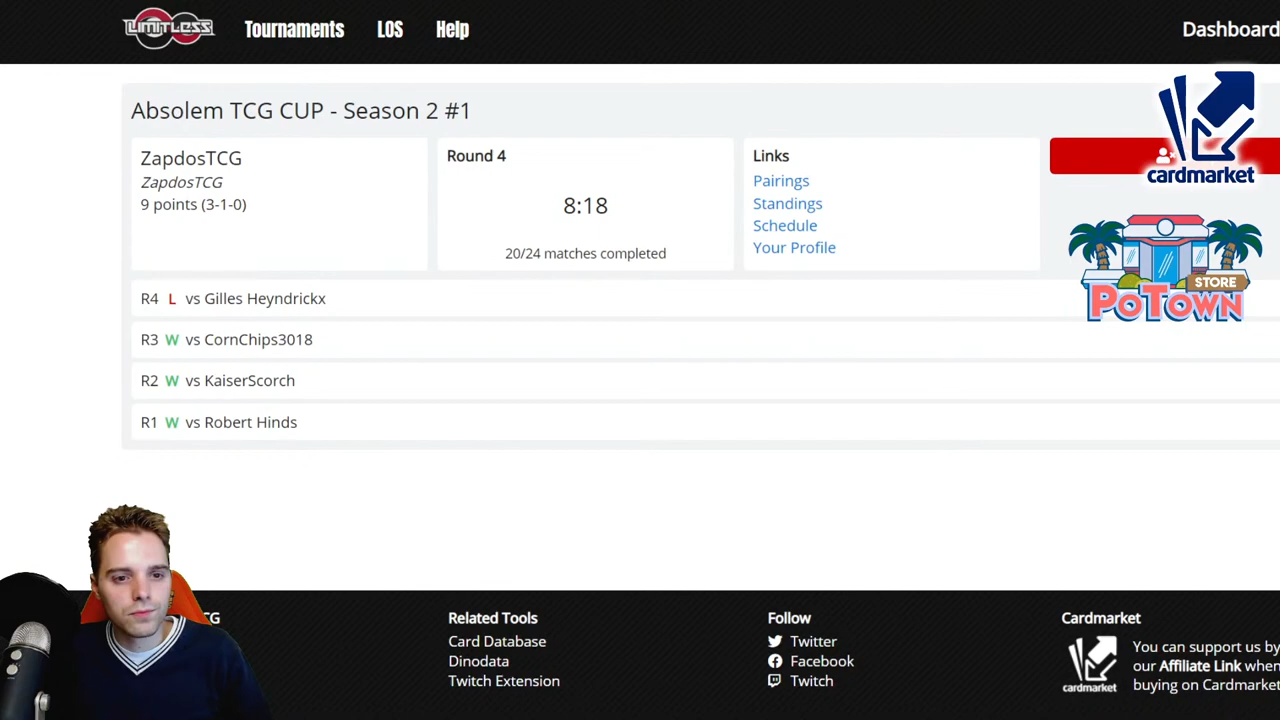 LIMITLESS Tournaments LOS Help Dashboard
Absolem TCG CUP - Season 2 #1
ZapdosTCG
ZapdosTCG
9 points (3-1-0)
Round 4
8:18
20/24 matches completed
Links
Pairings
Standings
Schedule
Your Profile
cardmarket
STORE
POTOWN
R4 L vs Gilles Heyndrickx
R3 W vs CornChips3018
R2 W vs KaiserScorch
R1 W vs Robert Hinds
CG
Related Tools
Card Database
Dinodata
Twitch Extension
Follow
Twitter
Facebook
Twitch
Cardmarket
cardmarket
You can support us by
our Affiliate Link when
buying on Cardmarket